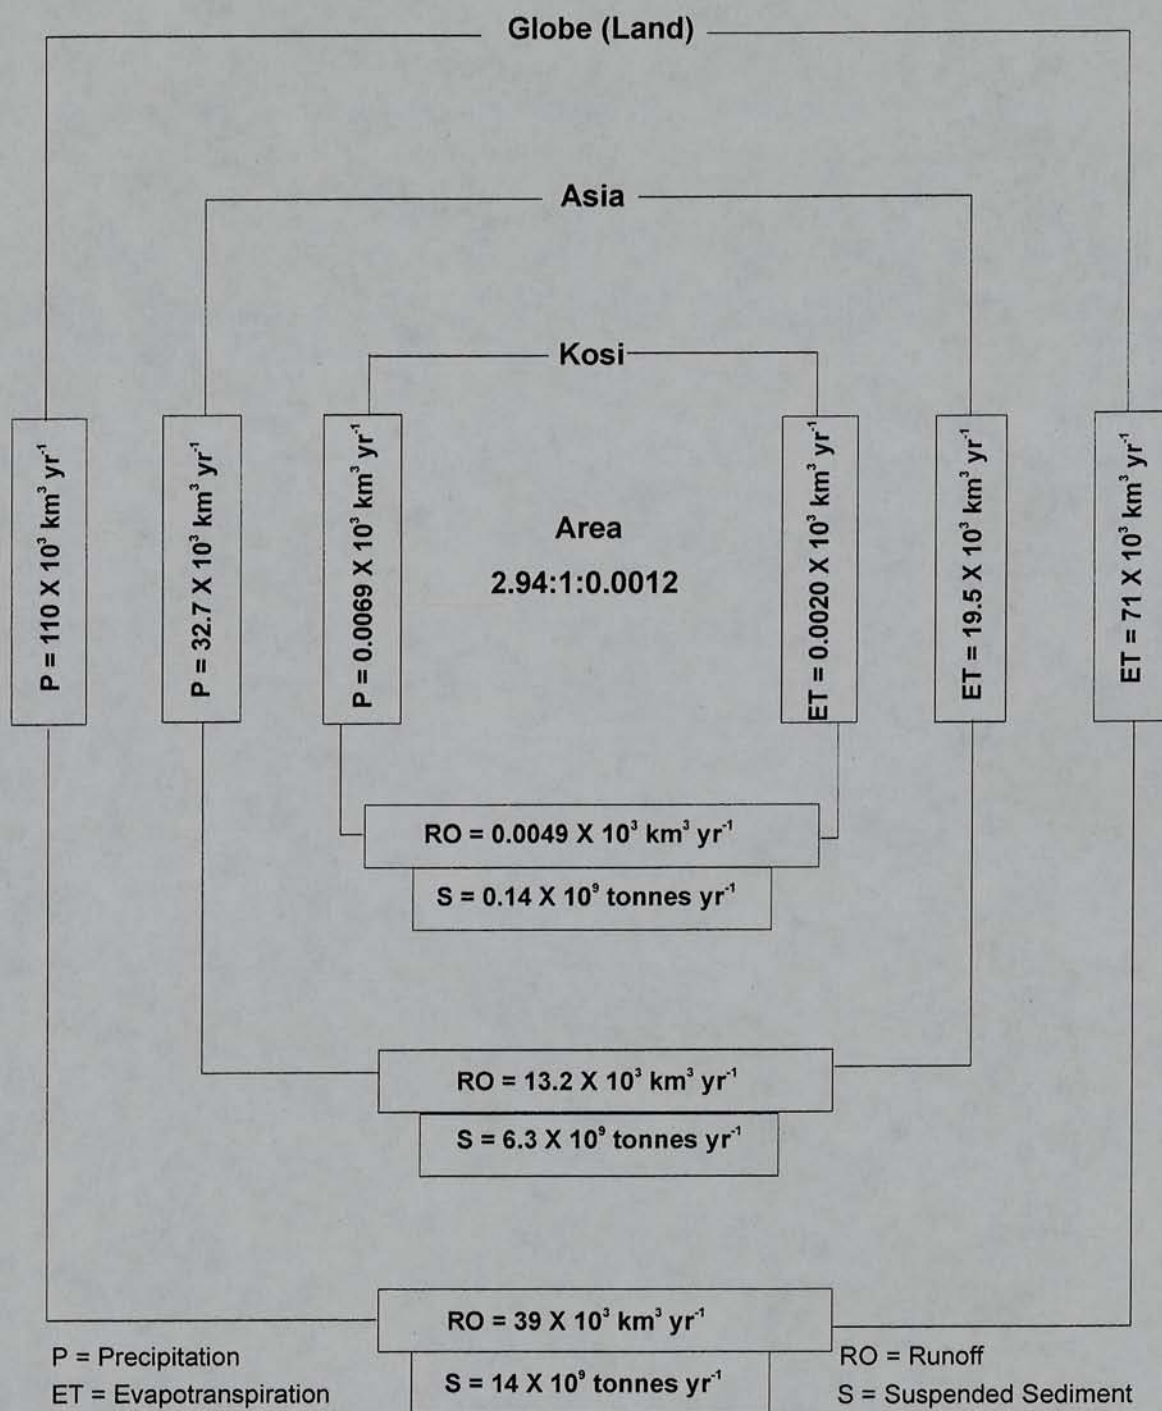 Globe (Land)
Asia
Kosi
P = 110 X 10³ km³ yr⁻¹
P = 32.7 X 10³ km³ yr⁻¹
P = 0.0069 X 10³ km³ yr⁻¹
Area
2.94:1:0.0012
ET = 0.0020 X 10³ km³ yr⁻¹
ET = 19.5 X 10³ km³ yr⁻¹
ET = 71 X 10³ km³ yr⁻¹
RO = 0.0049 X 10³ km³ yr⁻¹
S = 0.14 X 10⁹ tonnes yr⁻¹
RO = 13.2 X 10³ km³ yr⁻¹
S = 6.3 X 10⁹ tonnes yr⁻¹
RO = 39 X 10³ km³ yr⁻¹
S = 14 X 10⁹ tonnes yr⁻¹
P = Precipitation
ET = Evapotranspiration
RO = Runoff
S = Suspended Sediment